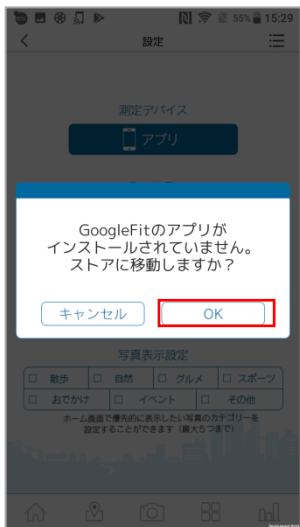 55% 15:29
設定
測定デバイス
アプリ
GoogleFitのアプリが
インストールされていません。
ストアに移動しますか？
キャンセル OK
写真表示設定
散歩 自然 グルメ スポーツ
おでかけ イベント その他
ホーム画面で優先的に表示したい写真のカテゴリーを
設定することができます（最大5つまで）